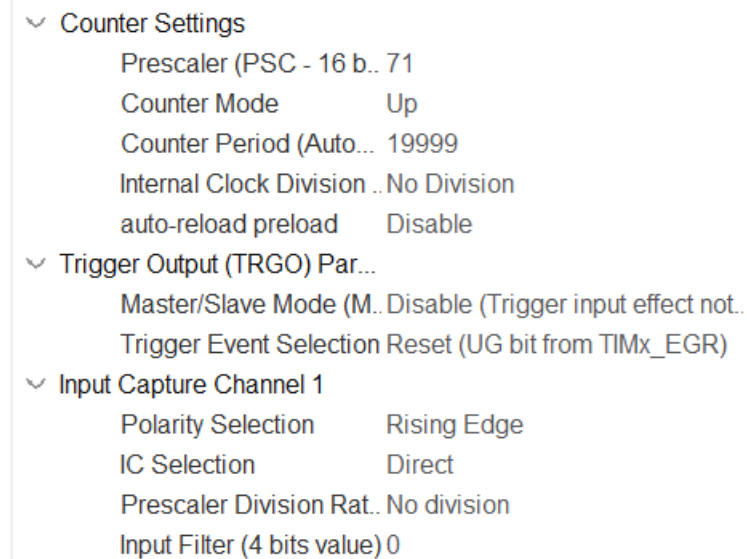 Counter Settings
Prescaler (PSC - 16 b.. 71
Counter Mode Up
Counter Period (Auto... 19999
Internal Clock Division .. No Division
auto-reload preload Disable
Trigger Output (TRGO) Par...
Master/Slave Mode (M.. Disable (Trigger input effect not..
Trigger Event Selection Reset (UG bit from TIMx_EGR)
Input Capture Channel 1
Polarity Selection Rising Edge
IC Selection Direct
Prescaler Division Rat.. No division
Input Filter (4 bits value) 0